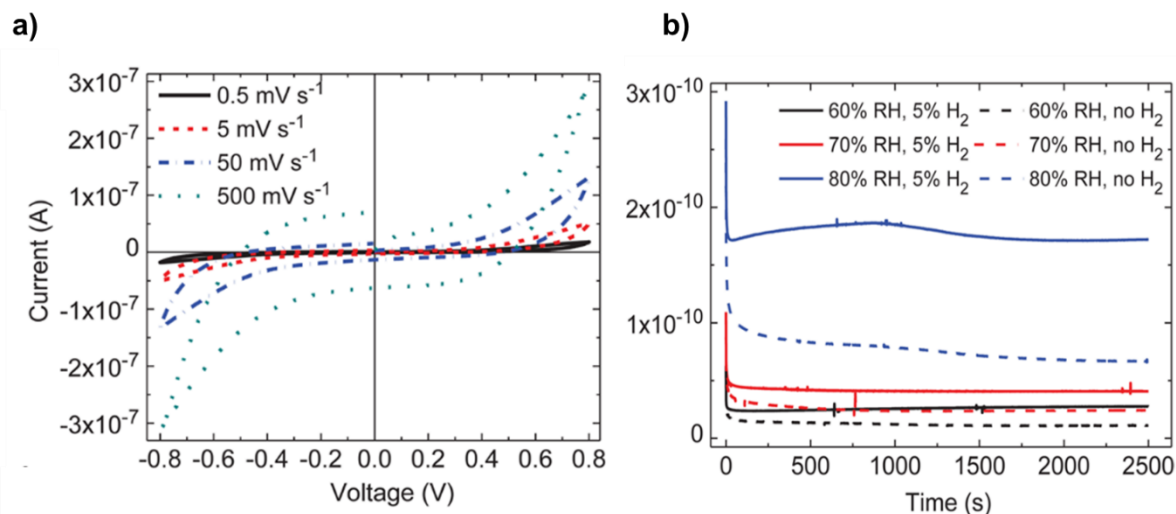 a)
3x10-7
2x10-7
1x10-7
0
-1x10-7
-2x10-7
-3x10-7
Current (A)
0.5 mV s-1
5 mV s-1
50 mV s-1
500 mV s-1
-0.8 -0.6 -0.4 -0.2 0.0 0.2 0.4 0.6 0.8
Voltage (V)
b)
3x10-10
2x10-10
1x10-10
0
60% RH, 5% H2 60% RH, no H2
70% RH, 5% H2 70% RH, no H2
80% RH, 5% H2 80% RH, no H2
0 500 1000 1500 2000 2500
Time (s)